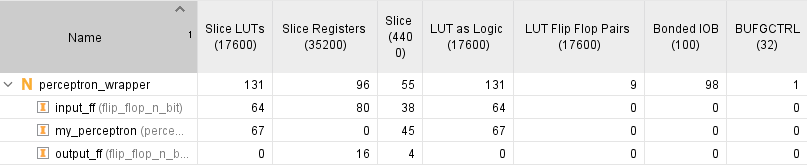 Name 1 Slice LUTs (17600) Slice Registers (35200) Slice (4400) LUT as Logic (17600) LUT Flip Flop Pairs (17600) Bonded IOB (100) BUFGCTRL (32)
N perceptron_wrapper 131 96 55 131 9 98 1
I input_ff (flip_flop_n_bit) 64 80 38 64 0 0 0
I my_perceptron (perce... 67 0 45 67 0 0 0
I output_ff (flip_flop_n_b... 0 16 4 0 0 0 0